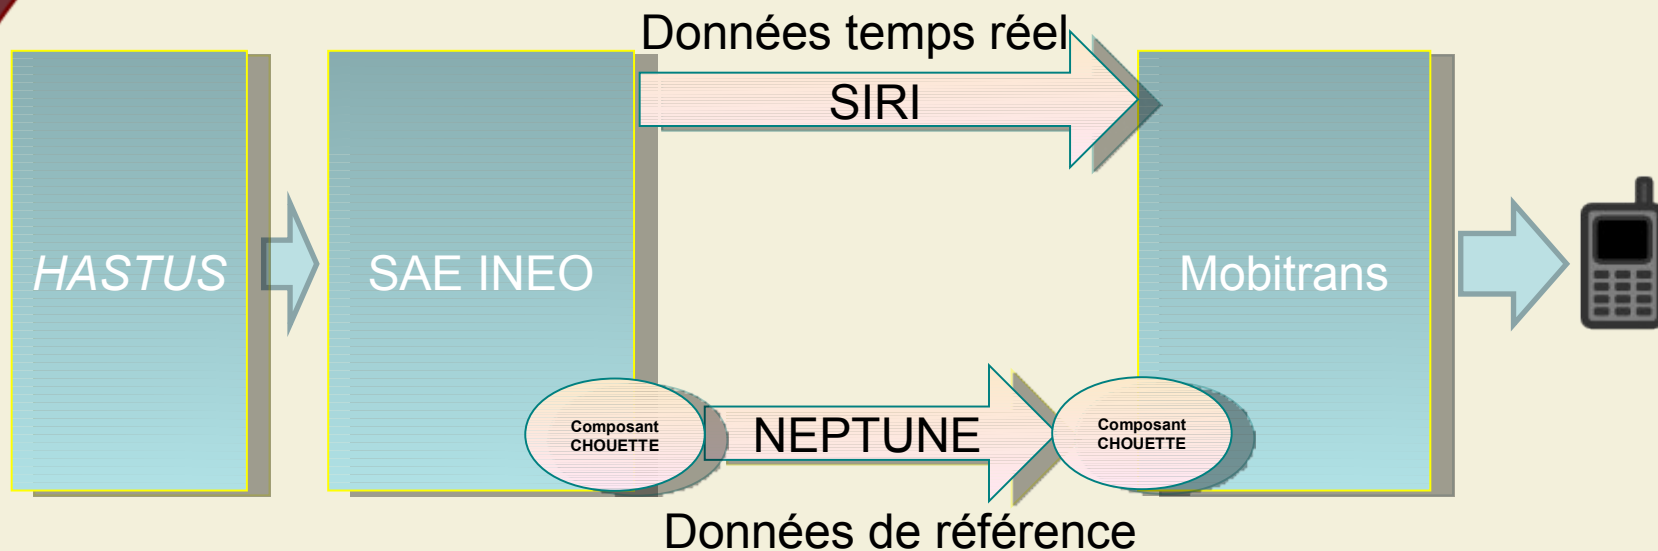 Données temps réel
SIRI
HASTUS
SAE INEO
Mobitrans
Composant
CHOUETTE
NEPTUNE
Composant
CHOUETTE
Données de référence